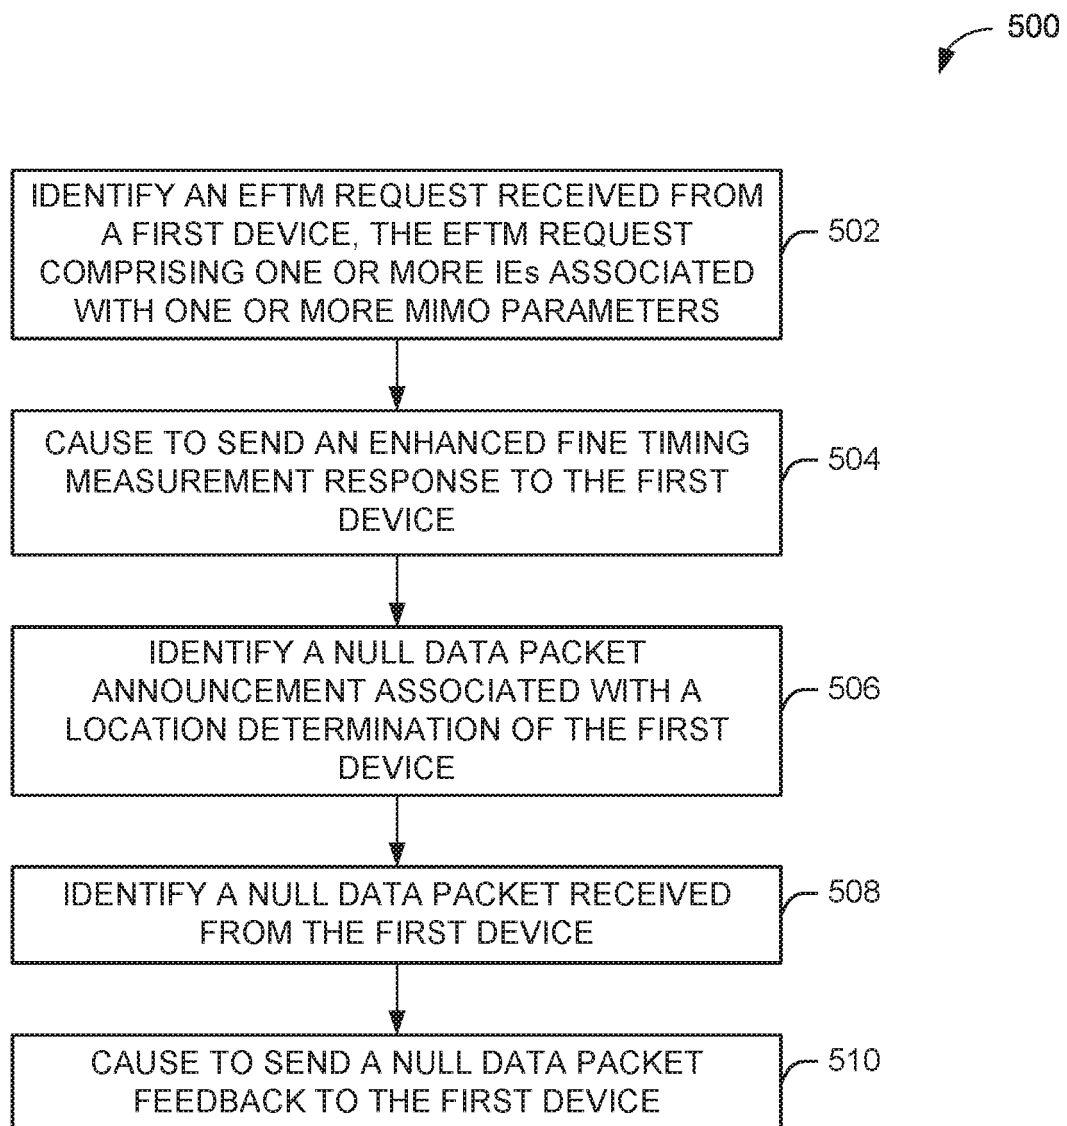 500
IDENTIFY AN EFTM REQUEST RECEIVED FROM
A FIRST DEVICE, THE EFTM REQUEST
COMPRISING ONE OR MORE IEs ASSOCIATED
WITH ONE OR MORE MIMO PARAMETERS
502
CAUSE TO SEND AN ENHANCED FINE TIMING
MEASUREMENT RESPONSE TO THE FIRST
DEVICE
504
IDENTIFY A NULL DATA PACKET
ANNOUNCEMENT ASSOCIATED WITH A
LOCATION DETERMINATION OF THE FIRST
DEVICE
506
IDENTIFY A NULL DATA PACKET RECEIVED
FROM THE FIRST DEVICE
508
CAUSE TO SEND A NULL DATA PACKET
FEEDBACK TO THE FIRST DEVICE
510